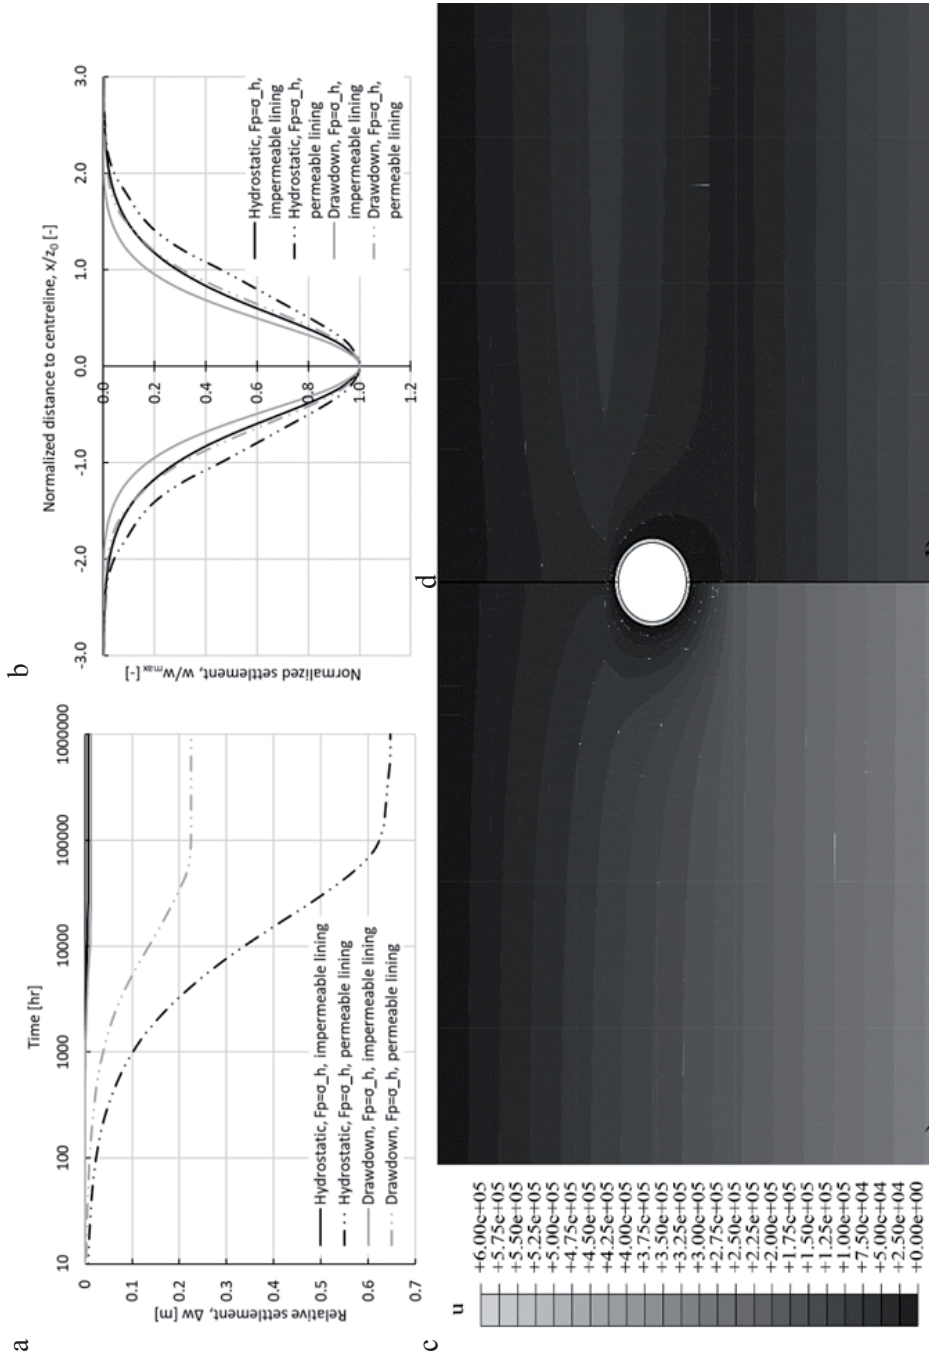 a
Time [hr]
10
100
1000
10000
100000
1000000
0
0.1
0.2
0.3
0.4
0.5
0.6
0.7
Relative settlement, Δw [m]
Hydrostatic, Fp=σ_h, impermeable lining
Hydrostatic, Fp=σ_h, permeable lining
Drawdown, Fp=σ_h, impermeable lining
Drawdown, Fp=σ_h, permeable lining
b
Normalized distance to centreline, x/z0 [-]
-3.0
-2.0
-1.0
0.0
1.0
2.0
3.0
0.0
0.2
0.4
0.6
0.8
1.0
1.2
Normalized settlement, w/wmax [-]
Hydrostatic, Fp=σ_h,
impermeable lining
Hydrostatic, Fp=σ_h,
permeable lining
Drawdown, Fp=σ_h,
impermeable lining
Drawdown, Fp=σ_h,
permeable lining
c
u
+6.00e+05
+5.75e+05
+5.50e+05
+5.25e+05
+5.00e+05
+4.75e+05
+4.50e+05
+4.25e+05
+4.00e+05
+3.75e+05
+3.50e+05
+3.25e+05
+3.00e+05
+2.75e+05
+2.50e+05
+2.25e+05
+2.00e+05
+1.75e+05
+1.50e+05
+1.25e+05
+1.00e+05
+7.50e+04
+5.00e+04
+2.50e+04
+0.00e+00
d